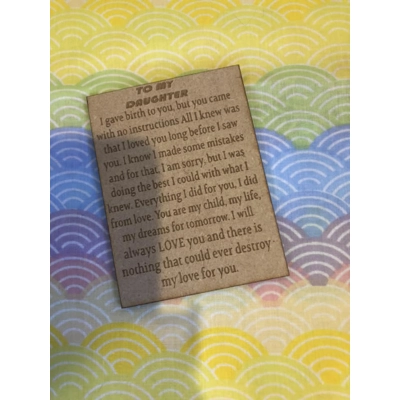 TO MY
DAUGHTER
I gave birth to you, but you came
with no instructions All I knew was
that I loved you long before I saw
you. I know I made some mistakes
and for that, I am sorry, but I was
doing the best I could with what I
knew. Everything I did for you, I did
from love. You are my child, my life,
my dreams for tomorrow. I will
always LOVE you and there is
nothing that could ever destroy
my love for you.